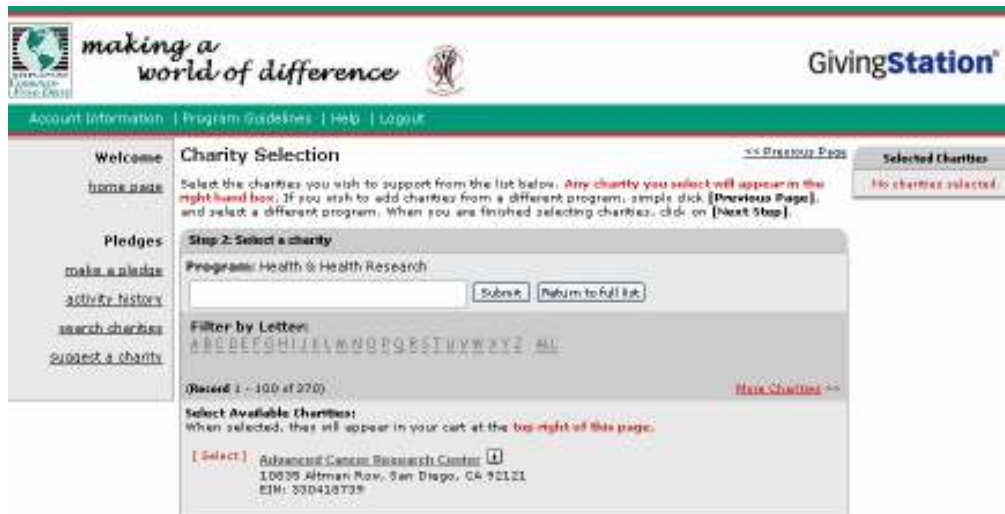 making a
world of difference
GivingStation®
Account Information | Program Guidelines | Help | Logout
Welcome
home page
Pledges
make a pledge
activity history
search charities
suggest a charity
Charity Selection
<< Previous Page
Select the charities you wish to support from the list below. Any charity you select will appear in the
right hand box. If you wish to add charities from a different program, simple click [Previous Page],
and select a different program. When you are finished selecting charities, click on [Next Step].
Step 2: Select a charity
Program: Health & Health Research
Submit Return to full list
Filter by Letter:
A B C D E F G H I J K L M N O P Q R S T U V W X Y Z ALL
(Record 1 - 100 of 370)
More Charities >>
Select Available Charities:
When selected, they will appear in your cart at the top right of this page.
[ Select ] Advanced Cancer Research Center
10835 Altman Row, San Diego, CA 92121
EIN: 330418739
Selected Charities
No charities selected